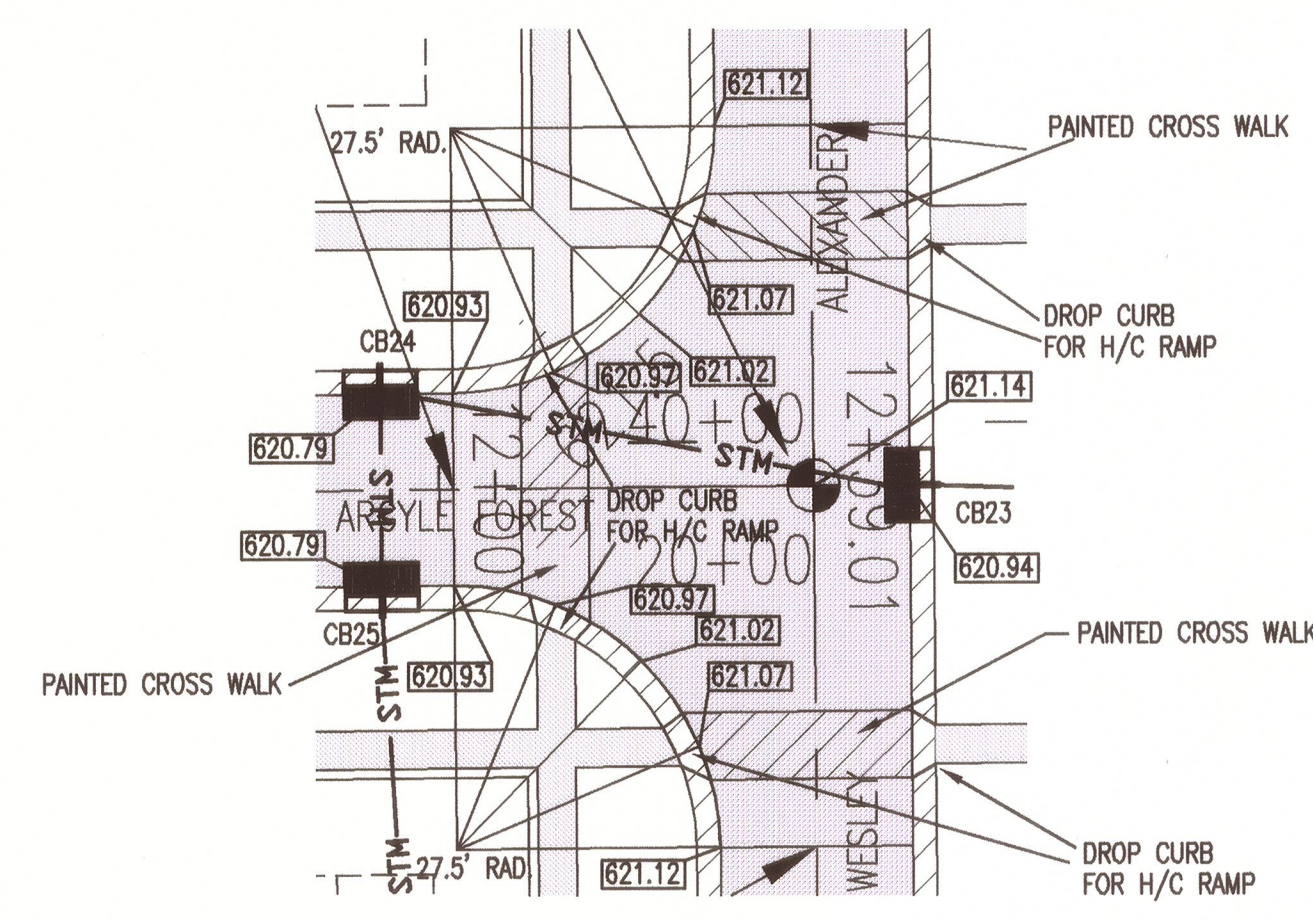 621.12
PAINTED CROSS WALK
27.5' RAD.
ALEXANDER
620.93
621.07
DROP CURB
FOR H/C RAMP
CB24
620.97
621.02
621.14
620.79
40+00
12+59.01
STM
STM
2+00
DROP CURB
FOR H/C RAMP
CB23
ARGYLE FOREST
620.79
20+00
620.94
620.97
CB25
621.02
PAINTED CROSS WALK
620.93
621.07
PAINTED CROSS WALK
STM
WESLEY
27.5' RAD.
STM
621.12
DROP CURB
FOR H/C RAMP